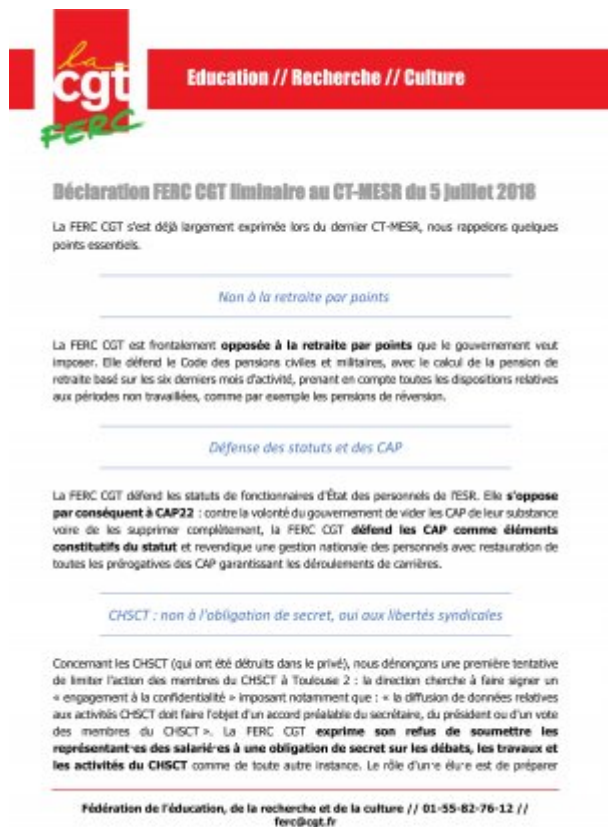 la
cgt
FERC
Education // Recherche // Culture
Déclaration FERC CGT liminaire au CT-MESR du 5 juillet 2018
La FERC CGT s'est déjà largement exprimée lors du dernier CT-MESR, nous rappelons quelques
points essentiels.
Non à la retraite par points
La FERC CGT est frontalement opposée à la retraite par points que le gouvernement veut
imposer. Elle défend le Code des pensions civiles et militaires, avec le calcul de la pension de
retraite basé sur les six derniers mois d'activité, prenant en compte toutes les dispositions relatives
aux périodes non travaillées, comme par exemple les pensions de réversion.
Défense des statuts et des CAP
La FERC CGT défend les statuts de fonctionnaires d'État des personnels de l'ESR. Elle s'oppose
par conséquent à CAP22 : contre la volonté du gouvernement de vider les CAP de leur substance
voire de les supprimer complètement, la FERC CGT défend les CAP comme éléments
constitutifs du statut et revendique une gestion nationale des personnels avec restauration de
toutes les prérogatives des CAP garantissant les déroulements de carrières.
CHSCT : non à l'obligation de secret, oui aux libertés syndicales
Concernant les CHSCT (qui ont été détruits dans le privé), nous dénonçons une première tentative
de limiter l'action des membres du CHSCT à Toulouse 2 : la direction cherche à faire signer un
« engagement à la confidentialité » imposant notamment que : « la diffusion de données relatives
aux activités CHSCT doit faire l'objet d'un accord préalable du secrétaire, du président ou d'un vote
des membres du CHSCT ». La FERC CGT exprime son refus de soumettre les
représentant·es des salarié·es à une obligation de secret sur les débats, les travaux et
les activités du CHSCT comme de toute autre instance. Le rôle d'un·e élu·e est de préparer
Fédération de l'éducation, de la recherche et de la culture // 01-55-82-76-12 //
ferc@cgt.fr